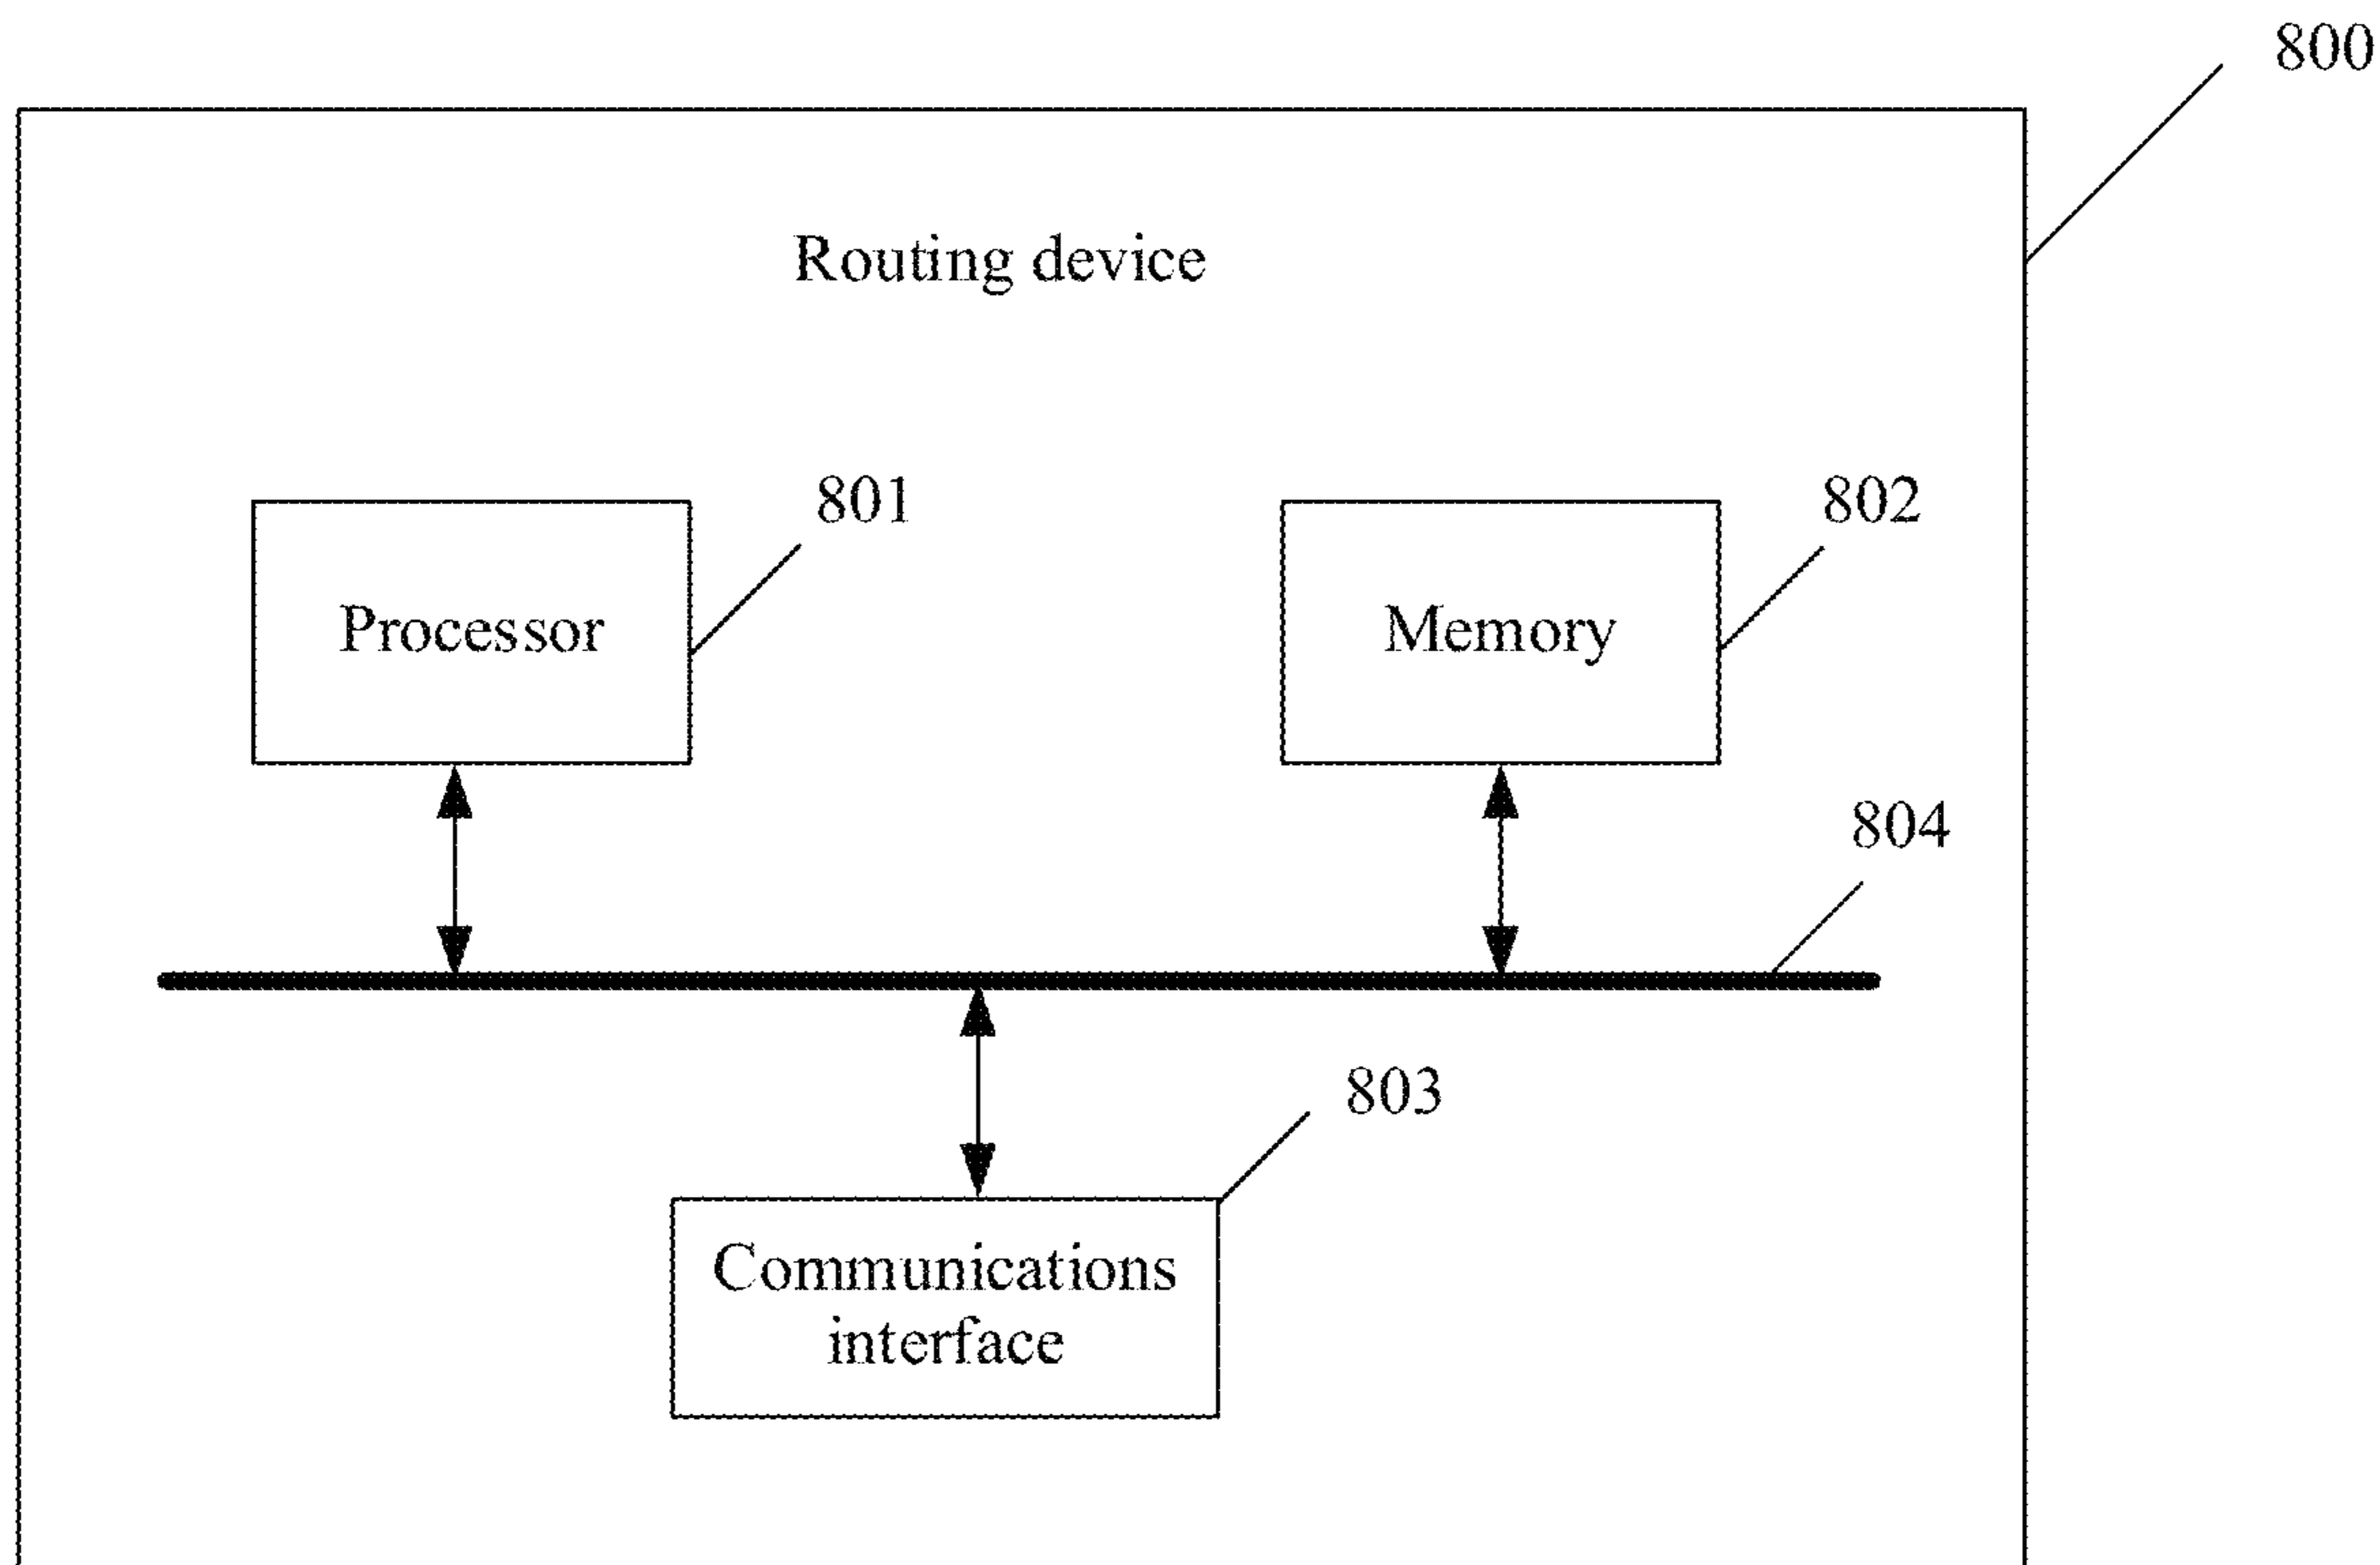 800
Routing device
801
802
Processor
Memory
804
803
Communications
interface